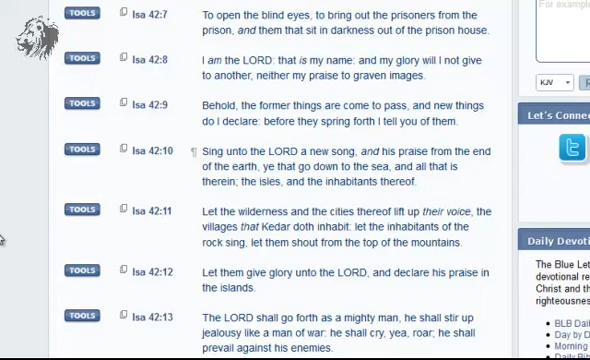 For example
TOOLS Isa 42:7 To open the blind eyes, to bring out the prisoners from the
prison, and them that sit in darkness out of the prison house.
TOOLS Isa 42:8 I am the LORD: that is my name: and my glory will I not give
to another, neither my praise to graven images.
TOOLS Isa 42:9 Behold, the former things are come to pass, and new things
do I declare: before they spring forth I tell you of them.
TOOLS Isa 42:10 ¶ Sing unto the LORD a new song, and his praise from the end
of the earth, ye that go down to the sea, and all that is
therein; the isles, and the inhabitants thereof.
TOOLS Isa 42:11 Let the wilderness and the cities thereof lift up their voice, the
villages that Kedar doth inhabit: let the inhabitants of the
rock sing, let them shout from the top of the mountains.
TOOLS Isa 42:12 Let them give glory unto the LORD, and declare his praise in
the islands.
TOOLS Isa 42:13 The LORD shall go forth as a mighty man, he shall stir up
jealousy like a man of war: he shall cry, yea, roar; he shall
prevail against his enemies.
KJV
Let's Conne
Daily Devoti
The Blue Let
devotional re
Christ and th
righteousnes
BLB Dail
Day by D
Morning
Daily Bib